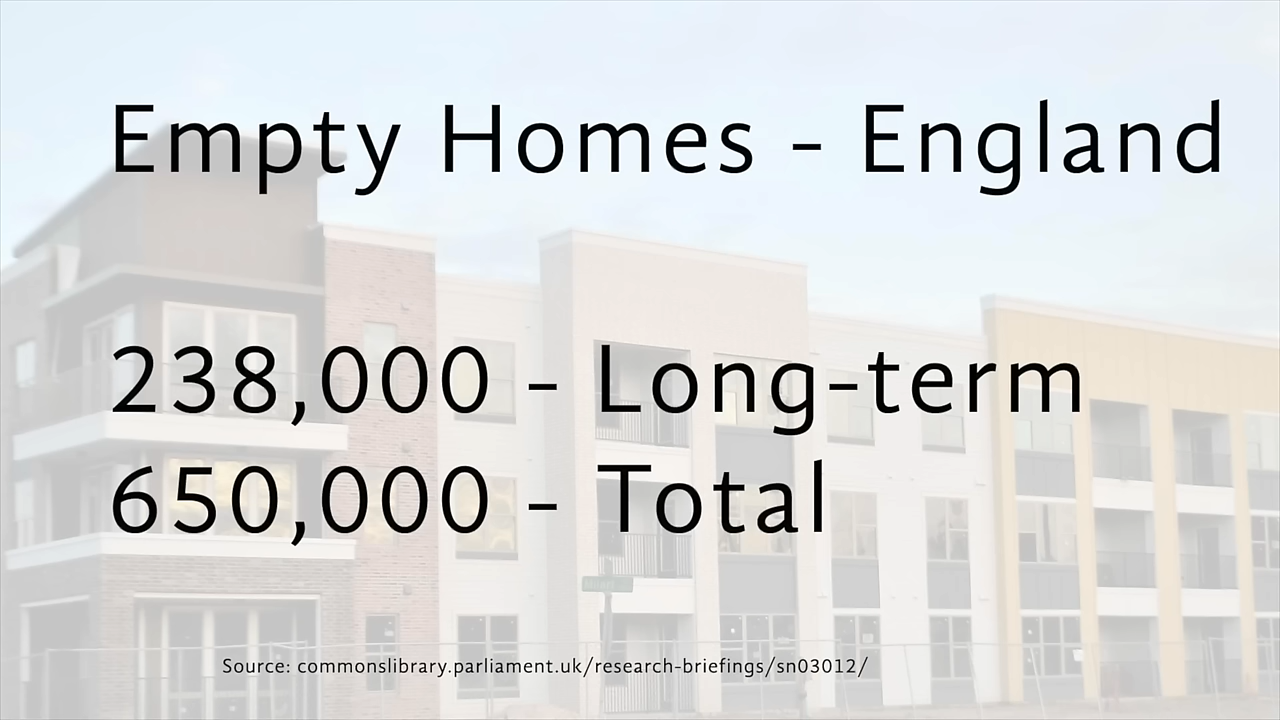 Empty Homes - England
238,000 - Long-term
650,000 - Total
Source: commonslibrary.parliament.uk/research-briefings/sn03012/